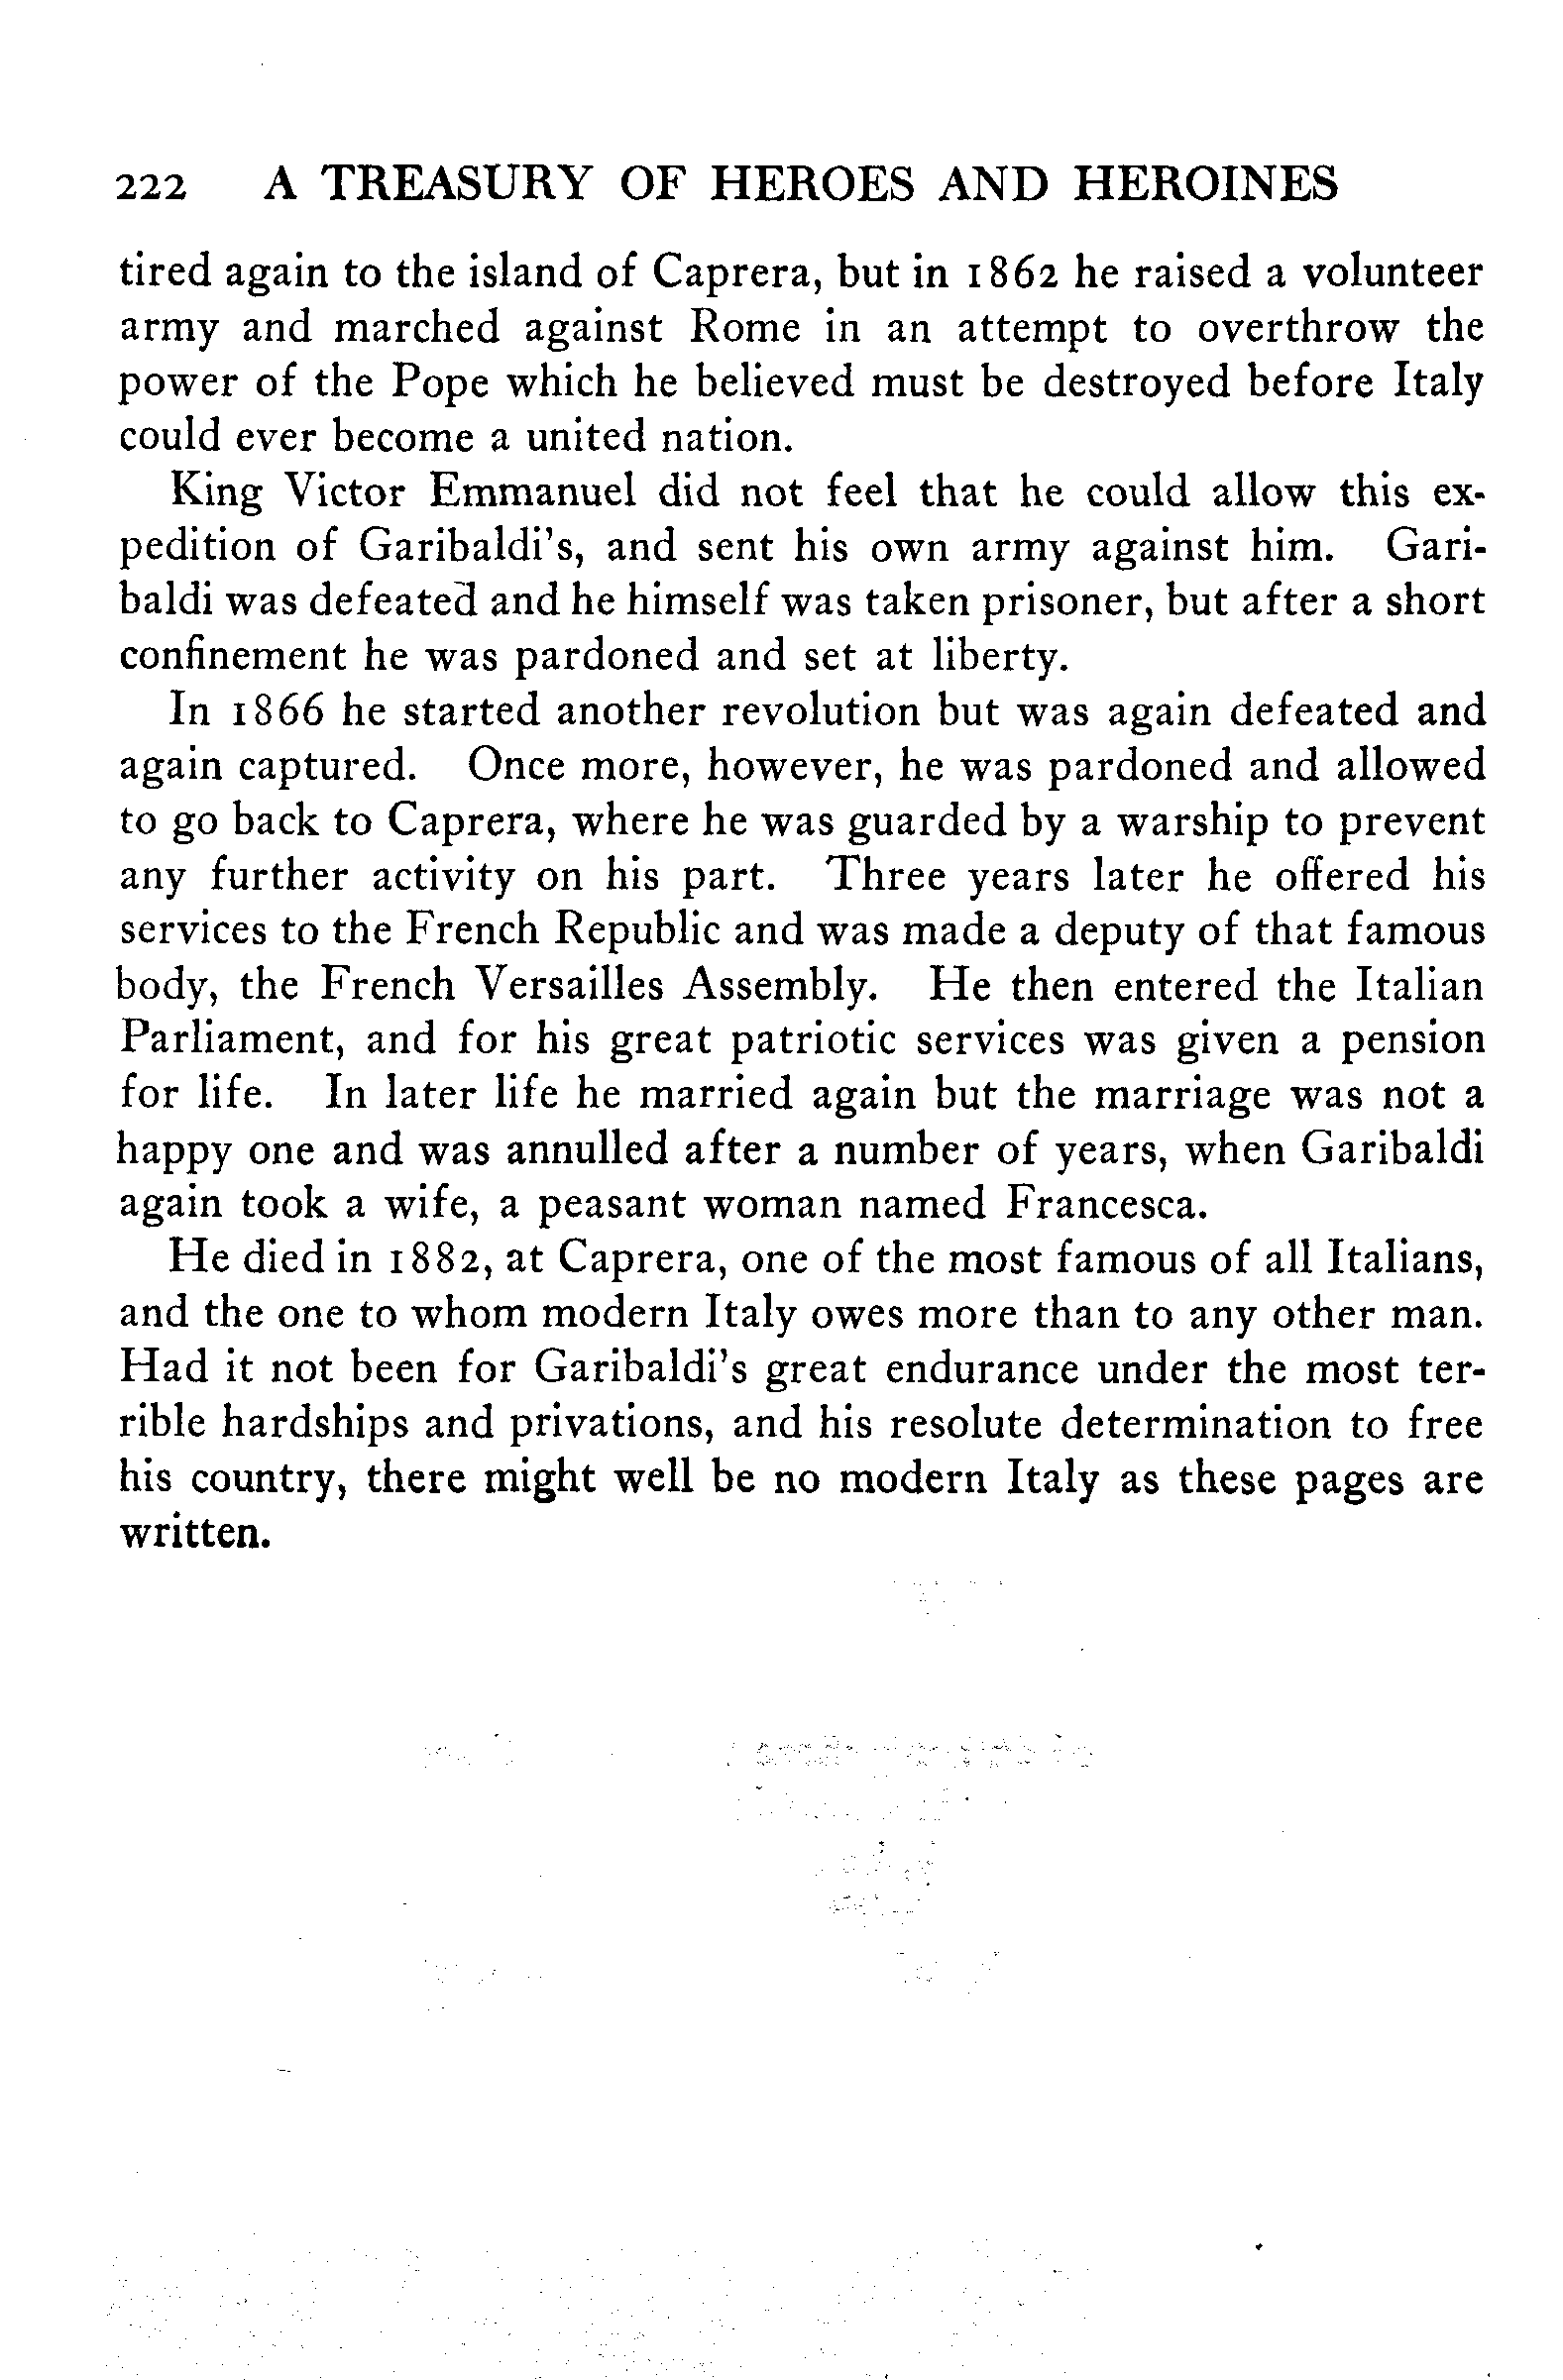 222 A TREASURY OF HEROES AND HEROINES
tired again to the island of Caprera, but in 1862 he raised a volunteer
army and marched against Rome in an attempt to overthrow the
power of the Pope which he believed must be destroyed before Italy
could ever become a united nation.
King Victor Emmanuel did not feel that he could allow this ex-
pedition of Garibaldi's, and sent his own army against him. Gari-
baldi was defeated and he himself was taken prisoner, but after a short
confinement he was pardoned and set at liberty.
In 1866 he started another revolution but was again defeated and
again captured. Once more, however, he was pardoned and allowed
to go back to Caprera, where he was guarded by a warship to prevent
any further activity on his part. Three years later he offered his
services to the French Republic and was made a deputy of that famous
body, the French Versailles Assembly. He then entered the Italian
Parliament, and for his great patriotic services was given a pension
for life. In later life he married again but the marriage was not a
happy one and was annulled after a number of years, when Garibaldi
again took a wife, a peasant woman named Francesca.
He died in 1882, at Caprera, one of the most famous of all Italians,
and the one to whom modern Italy owes more than to any other man.
Had it not been for Garibaldi's great endurance under the most ter-
rible hardships and privations, and his resolute determination to free
his country, there might well be no modern Italy as these pages are
written.